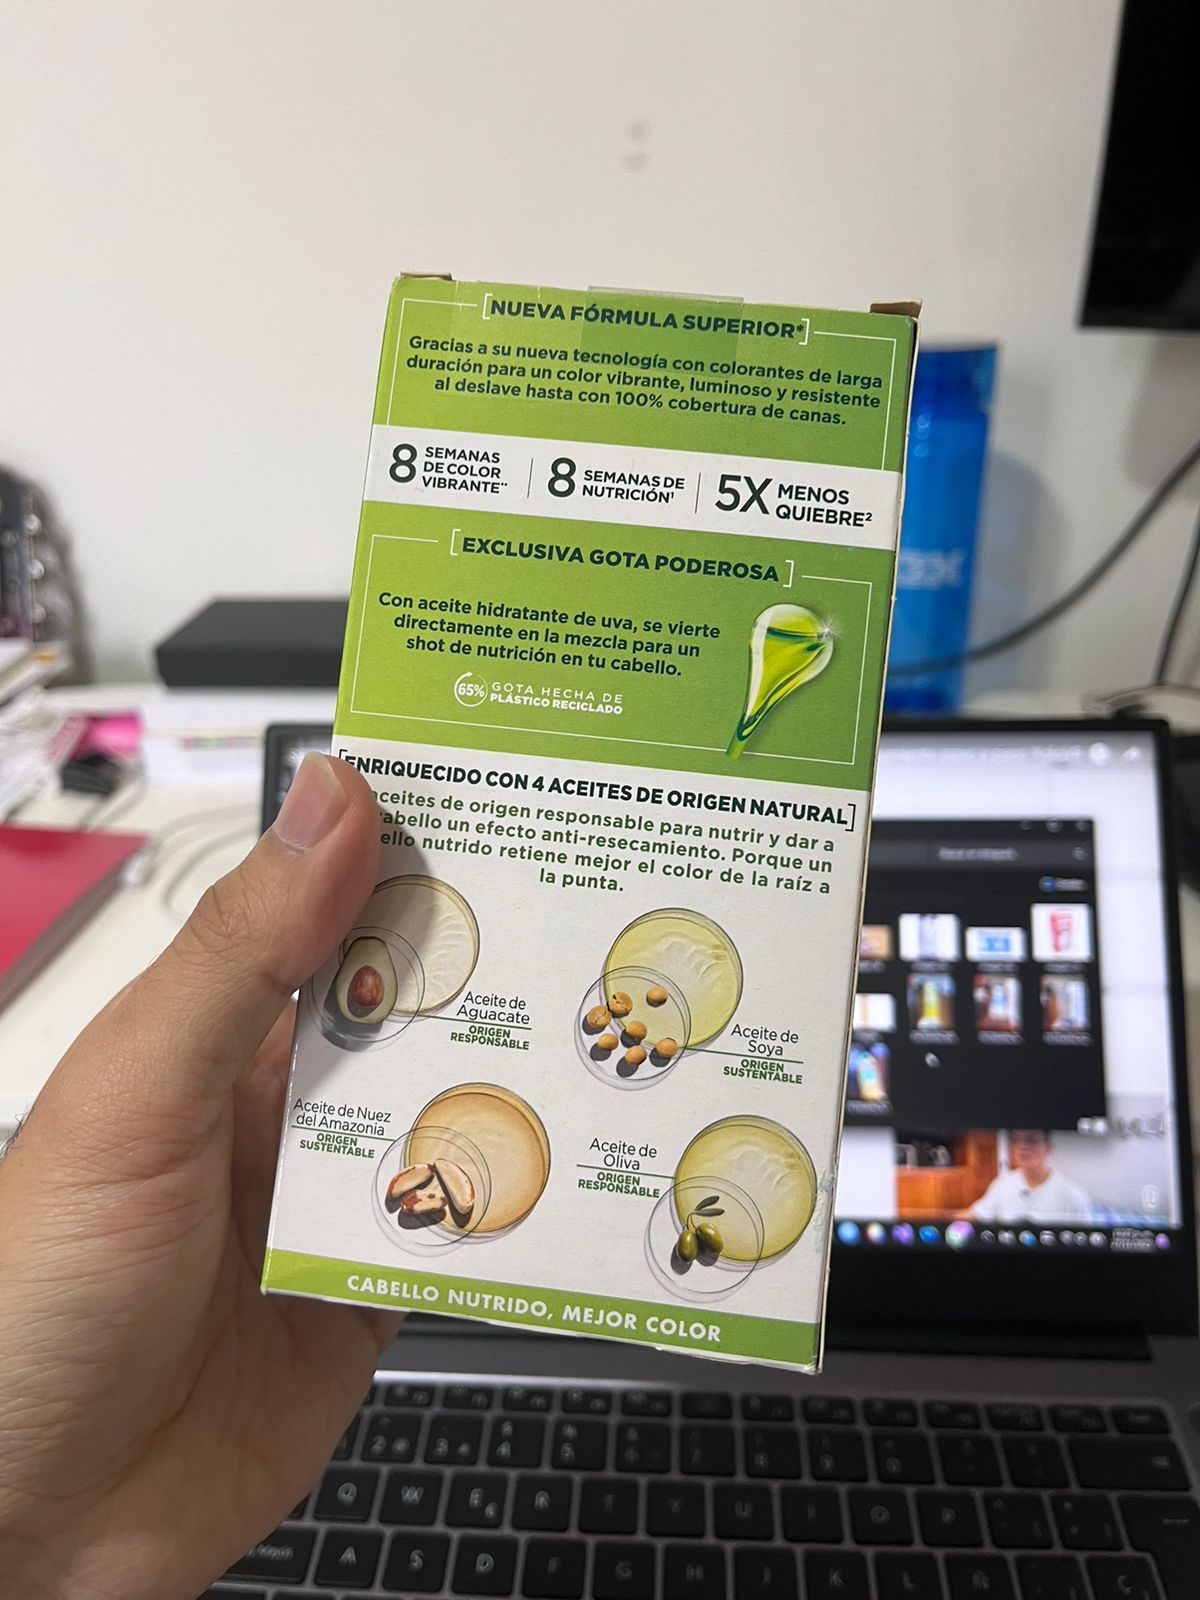 [NUEVA FÓRMULA SUPERIOR*]
Gracias a su nueva tecnología con colorantes de larga
duración para un color vibrante, luminoso y resistente
al deslave hasta con 100% cobertura de canas.
8 SEMANAS
DE COLOR
VIBRANTE**
8 SEMANAS DE
NUTRICIÓN¹
5X MENOS
QUIEBRE²
[EXCLUSIVA GOTA PODEROSA]
Con aceite hidratante de uva, se vierte
directamente en la mezcla para un
shot de nutrición en tu cabello.
65% GOTA HECHA DE
PLÁSTICO RECICLADO
[ENRIQUECIDO CON 4 ACEITES DE ORIGEN NATURAL]
aceites de origen responsable para nutrir y dar a
cabello un efecto anti-resecamiento. Porque un
ello nutrido retiene mejor el color de la raíz a
la punta.
Aceite de
Aguacate
ORIGEN
RESPONSABLE
Aceite de
Soya
ORIGEN
SUSTENTABLE
Aceite de Nuez
del Amazonia
ORIGEN
SUSTENTABLE
Aceite de
Oliva
ORIGEN
RESPONSABLE
CABELLO NUTRIDO, MEJOR COLOR
Q W E R T Y U I O P
A S D F G H J K L Ñ